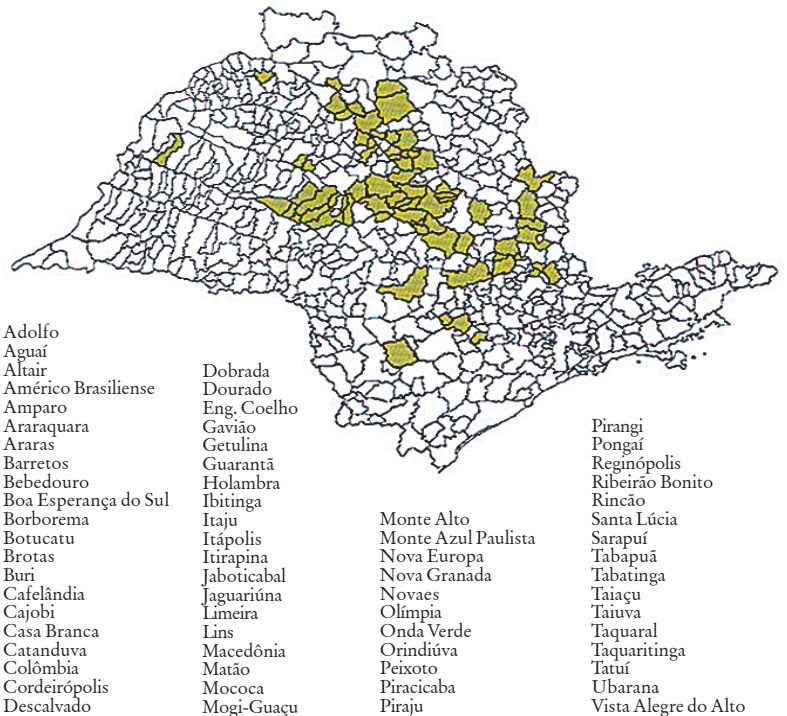 Adolfo
Aguaí
Altair
Américo Brasiliense
Amparo
Araraquara
Araras
Barretos
Bebedouro
Boa Esperança do Sul
Borborema
Botucatu
Brotas
Buri
Cafelândia
Cajobi
Casa Branca
Catanduva
Colômbia
Cordeirópolis
Descalvado
Dobrada
Dourado
Eng. Coelho
Gavião
Getulina
Guarantã
Holambra
Ibitinga
Itaju
Itápolis
Itirapina
Jaboticabal
Jaguariúna
Limeira
Lins
Macedônia
Matão
Mococa
Mogi-Guaçu
Monte Alto
Monte Azul Paulista
Nova Europa
Nova Granada
Novaes
Olímpia
Onda Verde
Orindiúva
Peixoto
Piracicaba
Piraju
Pirangi
Pongaí
Reginópolis
Ribeirão Bonito
Rincão
Santa Lúcia
Sarapuí
Tabapuã
Tabatinga
Taiaçu
Taiuva
Taquaral
Taquaritinga
Tatuí
Ubarana
Vista Alegre do Alto